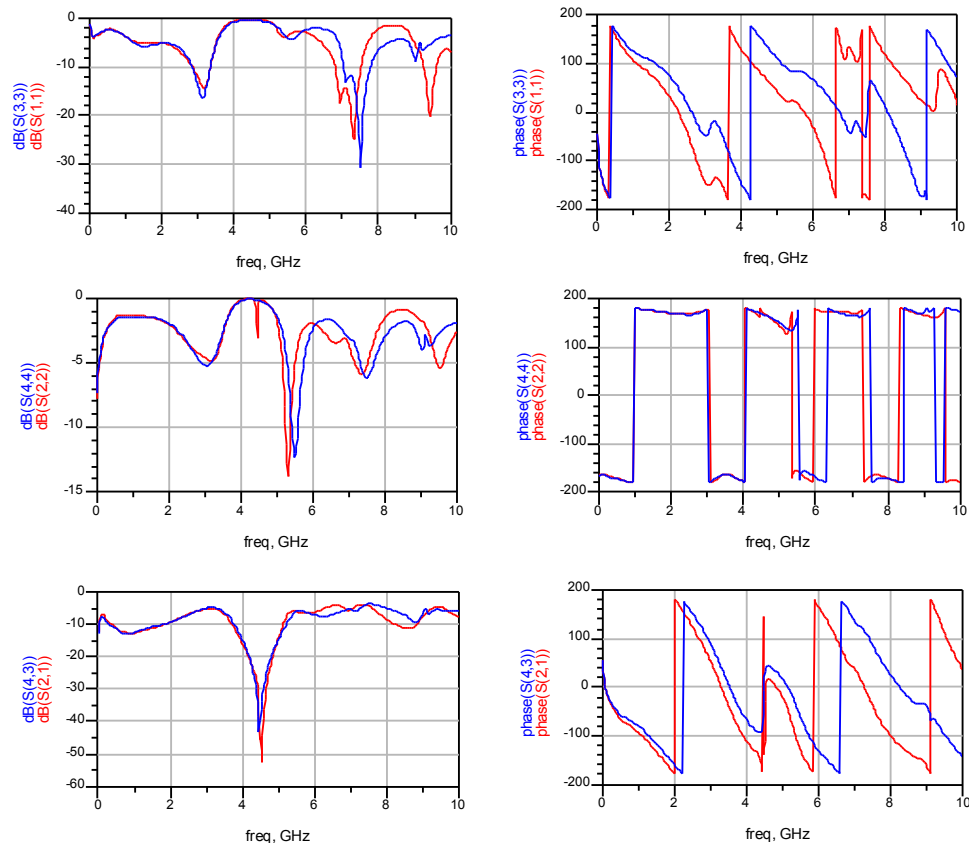 dB(S(3,3))
dB(S(1,1))
0
-10
-20
-30
-40
0 2 4 6 8 10
freq, GHz
phase(S(3,3))
phase(S(1,1))
200
100
0
-100
-200
0 2 4 6 8 10
freq, GHz
dB(S(4,4))
dB(S(2,2))
0
-5
-10
-15
0 2 4 6 8 10
freq, GHz
phase(S(4,4))
phase(S(2,2))
200
100
0
-100
-200
0 2 4 6 8 10
freq, GHz
dB(S(4,3))
dB(S(2,1))
0
-10
-20
-30
-40
-50
-60
0 2 4 6 8 10
freq, GHz
phase(S(4,3))
phase(S(2,1))
200
100
0
-100
-200
0 2 4 6 8 10
freq, GHz